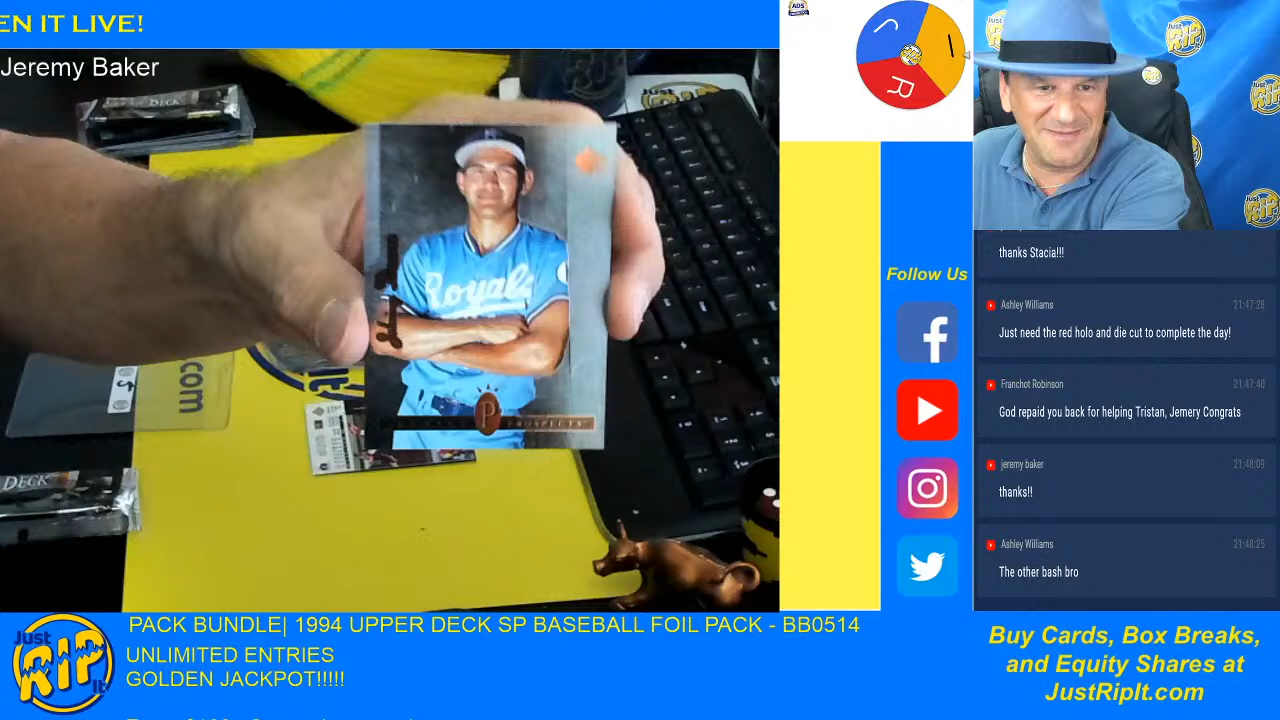 EN IT LIVE!
Jeremy Baker
DECK
ADS
J
I
R
Just
RIP
It
Royals
P
PROSPECTS
.com
DECK
Follow Us
thanks Stacia!!!
Ashley Williams
21:47:28
Just need the red holo and die cut to complete the day!
Franchot Robinson
21:47:40
God repaid you back for helping Tristan, Jemery Congrats
jeremy baker
21:48:09
thanks!!
Ashley Williams
21:48:25
The other bash bro
Just
RIP
It
PACK BUNDLE| 1994 UPPER DECK SP BASEBALL FOIL PACK - BB0514
UNLIMITED ENTRIES
GOLDEN JACKPOT!!!!!
Buy Cards, Box Breaks,
and Equity Shares at
JustRipIt.com